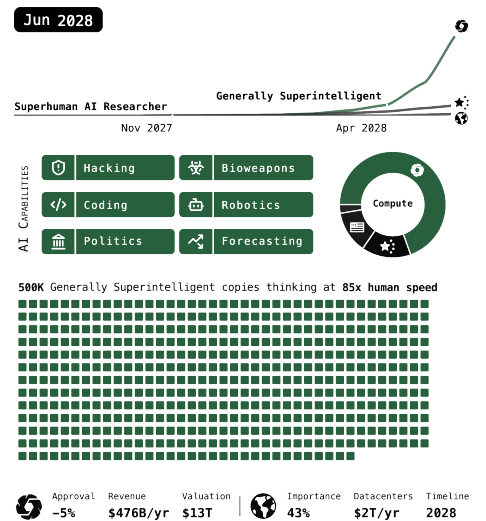 Jun 2028
Generally Superintelligent
Superhuman AI Researcher
Nov 2027 Apr 2028
AI CAPABILITIES
Hacking Bioweapons
Coding Robotics
Politics Forecasting
Compute
500K Generally Superintelligent copies thinking at 85x human speed
Approval Revenue Valuation Importance Datacenters Timeline
-5% $476B/yr $13T 43% $2T/yr 2028